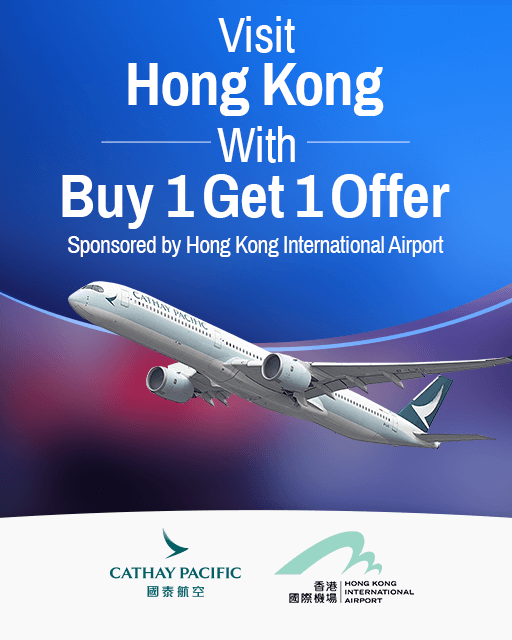 Visit
Hong Kong
With
Buy 1 Get 1 Offer
Sponsored by Hong Kong International Airport
CATHAY PACIFIC
CATHAY PACIFIC
國泰航空
香港
國際機場
HONG KONG
INTERNATIONAL
AIRPORT